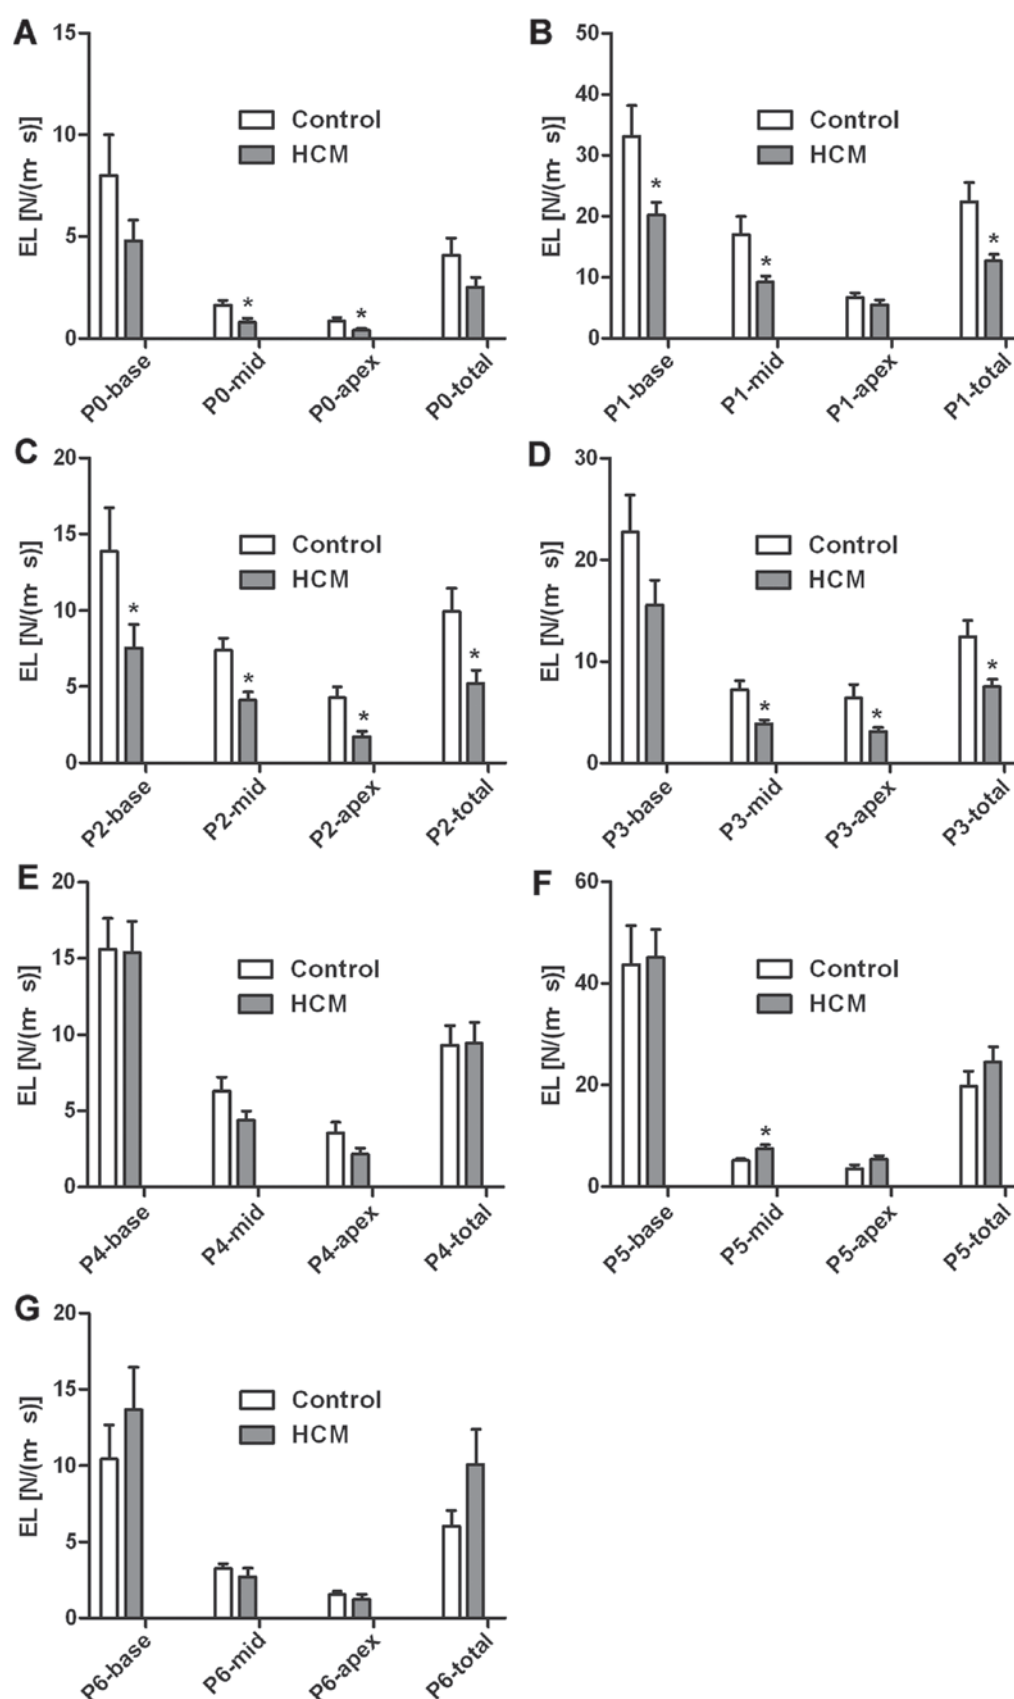 A
15
10
5
0
EL [N/(m· s)]
Control
HCM
*
*
P0-base
P0-mid
P0-apex
P0-total
B
50
40
30
20
10
0
EL [N/(m· s)]
Control
HCM
*
*
*
P1-base
P1-mid
P1-apex
P1-total
C
20
15
10
5
0
EL [N/(m· s)]
Control
HCM
*
*
*
*
P2-base
P2-mid
P2-apex
P2-total
D
30
20
10
0
EL [N/(m· s)]
Control
HCM
*
*
*
P3-base
P3-mid
P3-apex
P3-total
E
20
15
10
5
0
EL [N/(m· s)]
Control
HCM
P4-base
P4-mid
P4-apex
P4-total
F
60
40
20
0
EL [N/(m· s)]
Control
HCM
*
P5-base
P5-mid
P5-apex
P5-total
G
20
15
10
5
0
EL [N/(m· s)]
Control
HCM
P6-base
P6-mid
P6-apex
P6-total